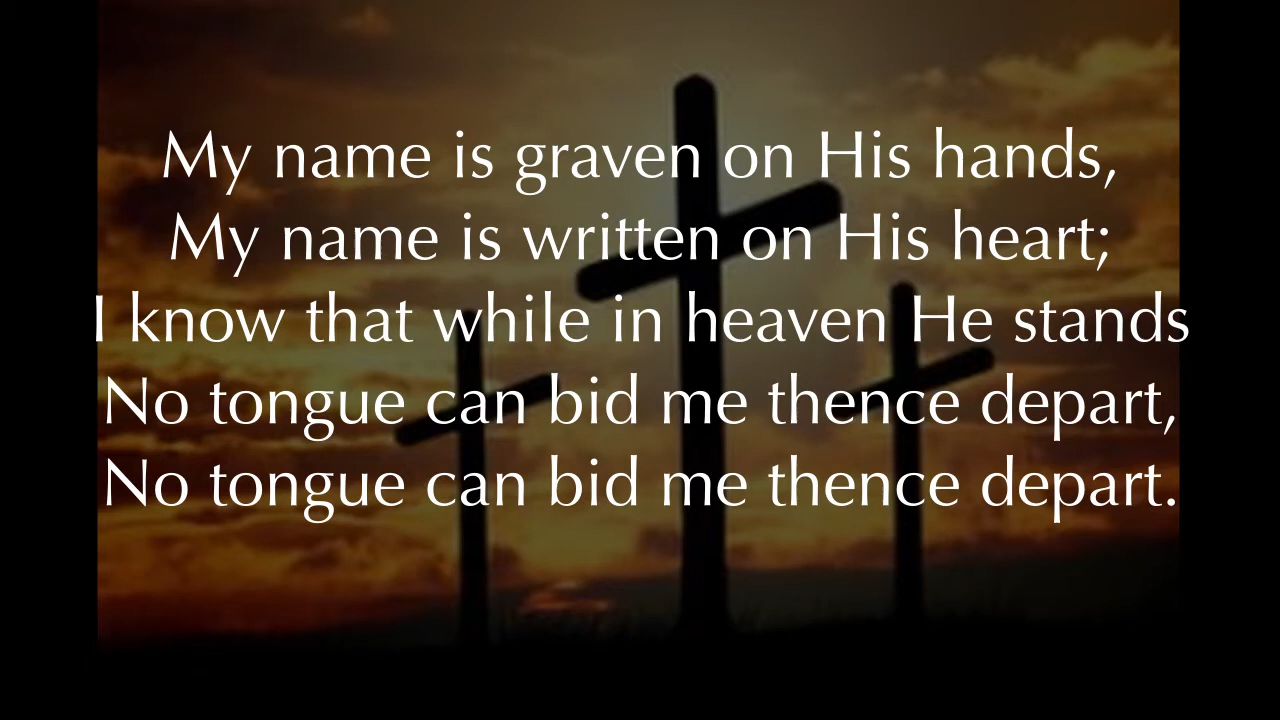 My name is graven on His hands,
My name is written on His heart;
I know that while in heaven He stands
No tongue can bid me thence depart,
No tongue can bid me thence depart.